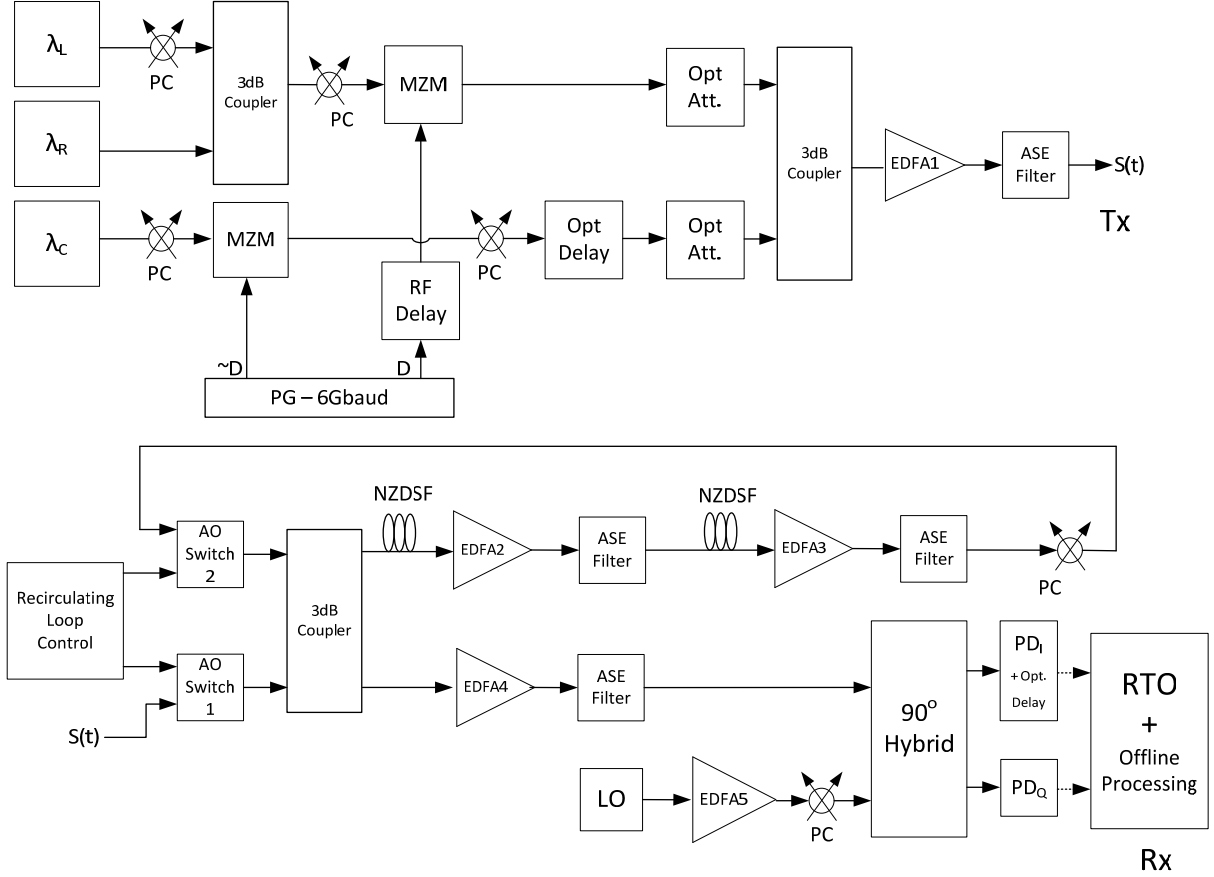 λL
PC
3dB
Coupler
PC
MZM
Opt
Att.
λR
3dB
Coupler
EDFA1
ASE
Filter
S(t)
Tx
λC
PC
MZM
PC
Opt
Delay
Opt
Att.
RF
Delay
~D
D
PG – 6Gbaud
NZDSF
NZDSF
AO
Switch
2
EDFA2
ASE
Filter
EDFA3
ASE
Filter
PC
Recirculating
Loop
Control
3dB
Coupler
AO
Switch
1
S(t)
EDFA4
ASE
Filter
90° 
Hybrid
PDI
+ Opt.
Delay
RTO
+
Offline
Processing
LO
EDFA5
PC
PDQ
Rx